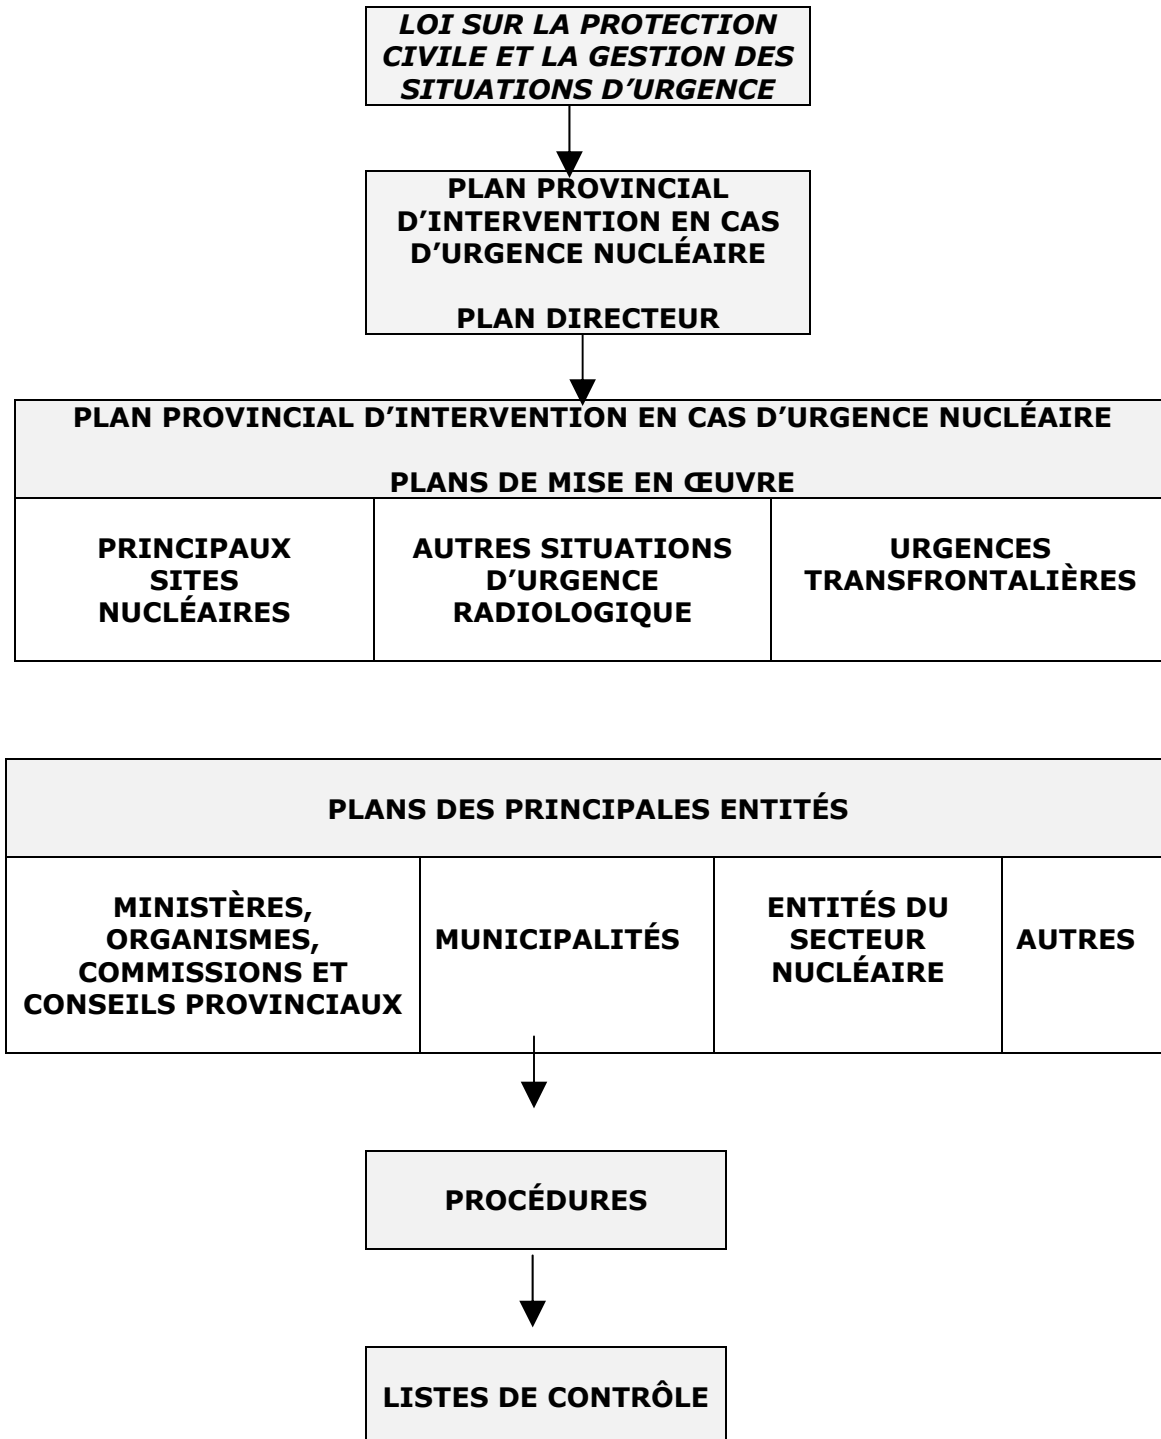 LOI SUR LA PROTECTION
CIVILE ET LA GESTION DES
SITUATIONS D’URGENCE
PLAN PROVINCIAL
D’INTERVENTION EN CAS
D’URGENCE NUCLÉAIRE
PLAN DIRECTEUR
PLAN PROVINCIAL D’INTERVENTION EN CAS D’URGENCE NUCLÉAIRE
PLANS DE MISE EN ŒUVRE
PRINCIPAUX
SITES
NUCLÉAIRES
AUTRES SITUATIONS
D’URGENCE
RADIOLOGIQUE
URGENCES
TRANSFRONTALIÈRES
PLANS DES PRINCIPALES ENTITÉS
MINISTÈRES,
ORGANISMES,
COMMISSIONS ET
CONSEILS PROVINCIAUX
MUNICIPALITÉS
ENTITÉS DU
SECTEUR
NUCLÉAIRE
AUTRES
PROCÉDURES
LISTES DE CONTRÔLE